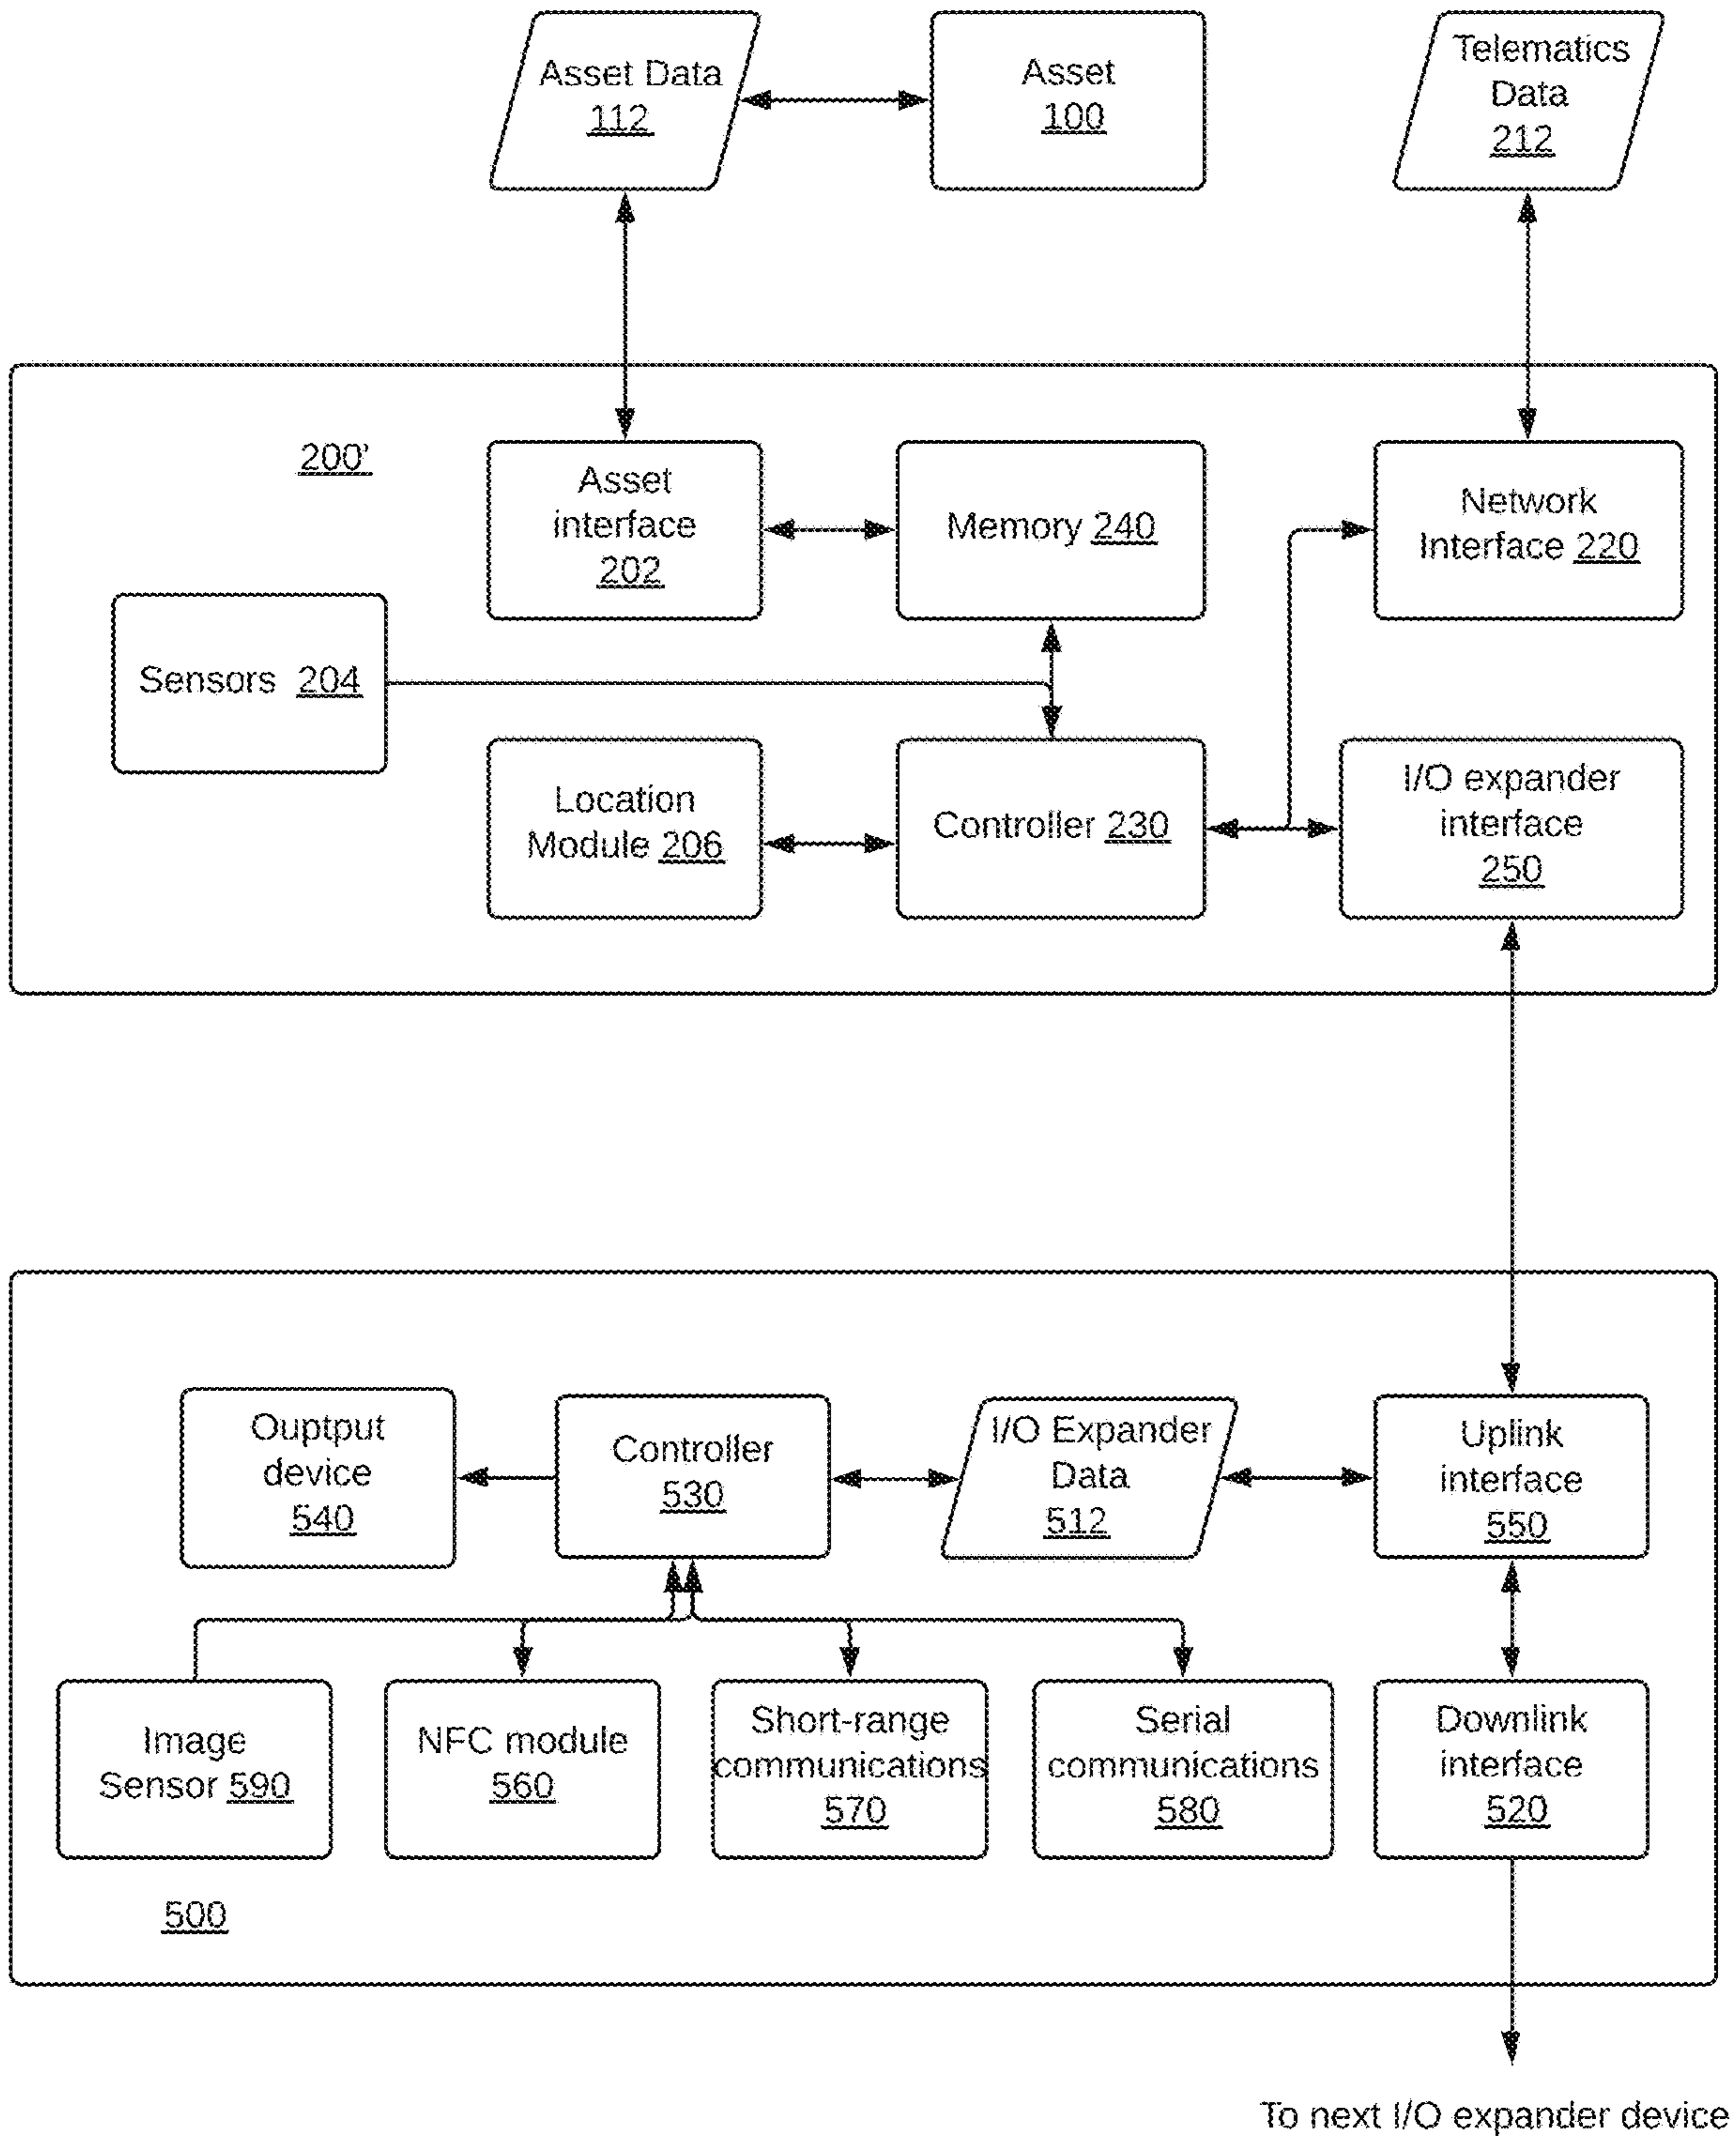 Asset Data
112
Asset
100
Telematics
Data
212
200'
Asset
interface
202
Memory 240
Network
Interface 220
Sensors 204
Location
Module 206
Controller 230
I/O expander
interface
250
Ouptput
device
540
Controller
530
I/O Expander
Data
512
Uplink
interface
550
Image
Sensor 590
NFC module
560
Short-range
communications
570
Serial
communications
580
Downlink
interface
520
500
To next I/O expander device